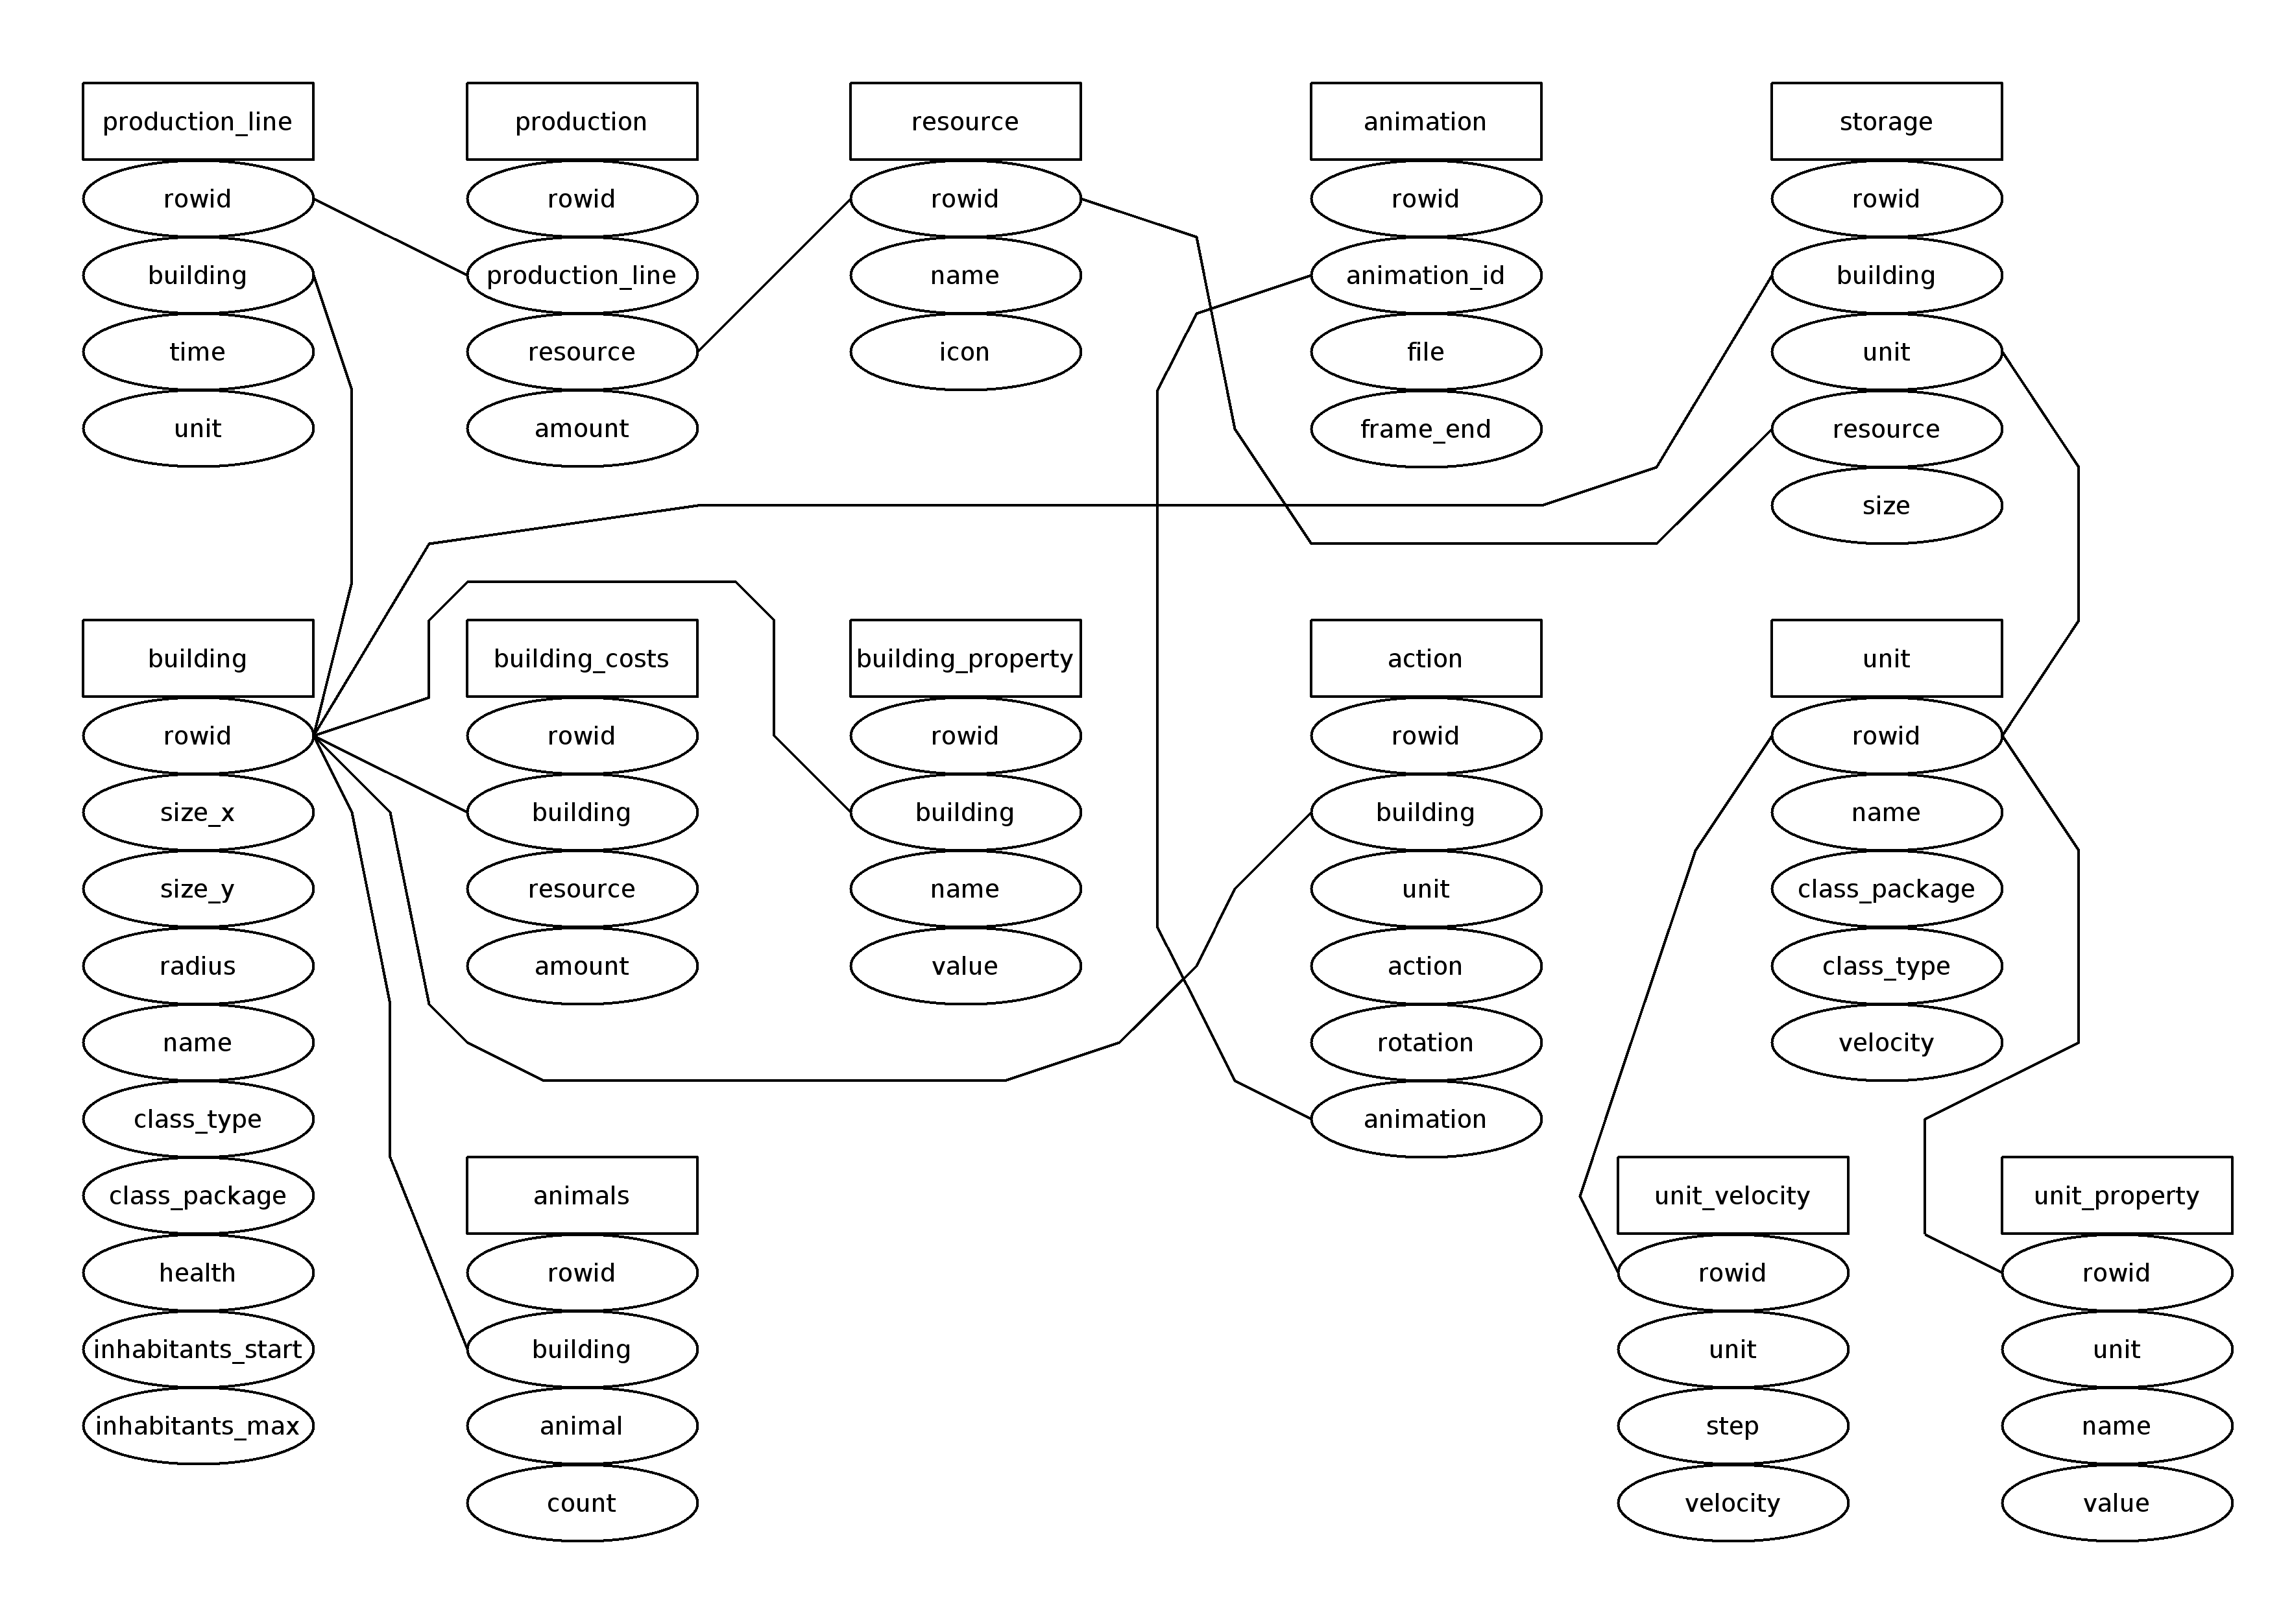 production_line
rowid
building
time
unit
production
rowid
production_line
resource
amount
resource
rowid
name
icon
animation
rowid
animation_id
file
frame_end
storage
rowid
building
unit
resource
size
building
rowid
size_x
size_y
radius
name
class_type
class_package
health
inhabitants_start
inhabitants_max
building_costs
rowid
building
resource
amount
building_property
rowid
building
name
value
action
rowid
building
unit
action
rotation
animation
unit
rowid
name
class_package
class_type
velocity
animals
rowid
building
animal
count
unit_velocity
rowid
unit
step
velocity
unit_property
rowid
unit
name
value